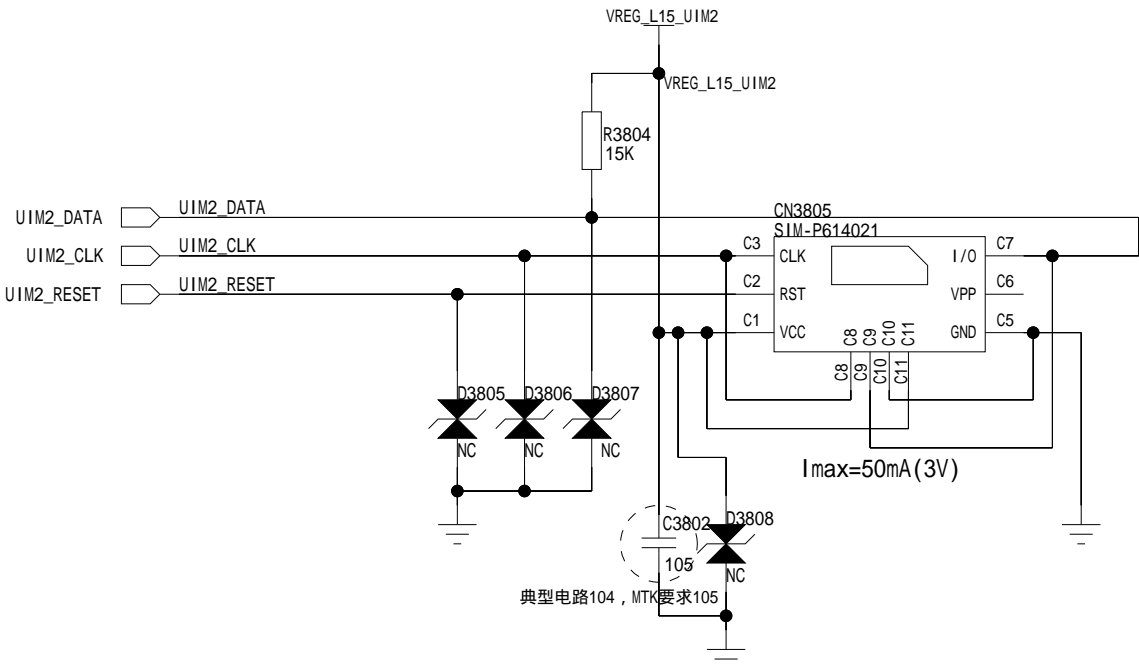 VREG_L15_UIM2
VREG_L15_UIM2
R3804
15K
UIM2_DATA
UIM2_DATA
CN3805
SIM-P614021
UIM2_CLK
UIM2_CLK
C3
CLK
I/O
C7
UIM2_RESET
UIM2_RESET
C2
RST
VPP
C6
C1
VCC
C8
C9
C10
C11
GND
C5
C8
C9
C10
C11
D3805
D3806
D3807
NC
NC
NC
Imax=50mA(3V)
C3802
D3808
105
NC
典型电路104，MTK要求105